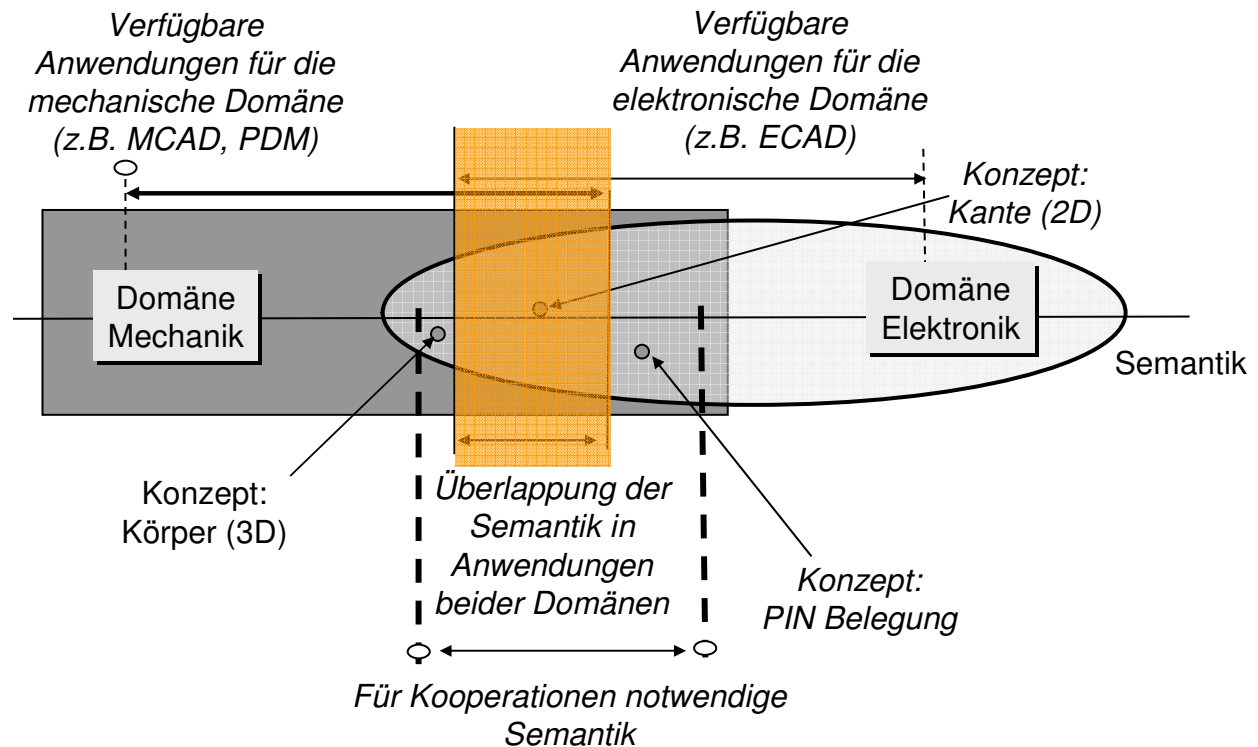 Verfügbare
Anwendungen für die
mechanische Domäne
(z.B. MCAD, PDM)
Verfügbare
Anwendungen für die
elektronische Domäne
(z.B. ECAD)
Konzept:
Kante (2D)
Domäne
Mechanik
Domäne
Elektronik
Semantik
Konzept:
Körper (3D)
Überlappung der
Semantik in
Anwendungen
beider Domänen
Konzept:
PIN Belegung
Für Kooperationen notwendige
Semantik